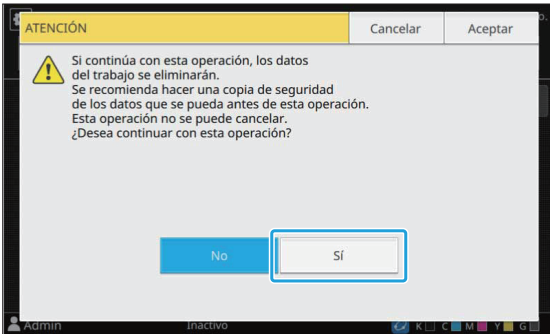 ATENCIÓN
Cancelar
Aceptar
Si continúa con esta operación, los datos
del trabajo se eliminarán.
Se recomienda hacer una copia de seguridad
de los datos que se pueda antes de esta operación.
Esta operación no se puede cancelar.
¿Desea continuar con esta operación?
No
Sí
Admin
Inactivo
K C M Y G